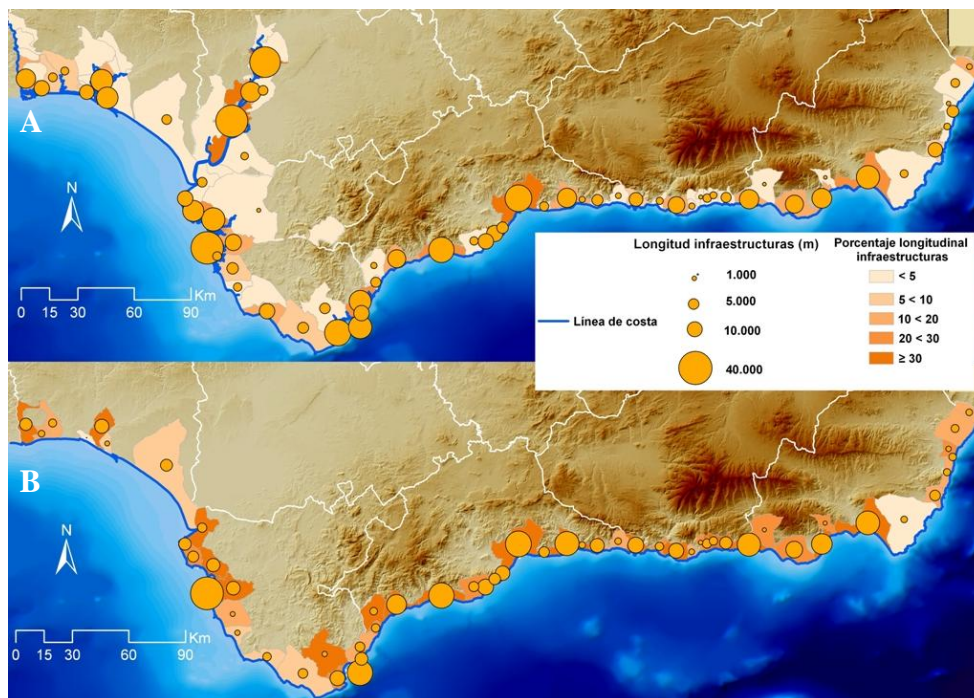 A
N
Km
0 15 30 60 90
Longitud infraestructuras (m)
1.000
5.000
10.000
40.000
Línea de costa
Porcentaje longitudinal
infraestructuras
< 5
5 < 10
10 < 20
20 < 30
≥ 30
B
N
Km
0 15 30 60 90